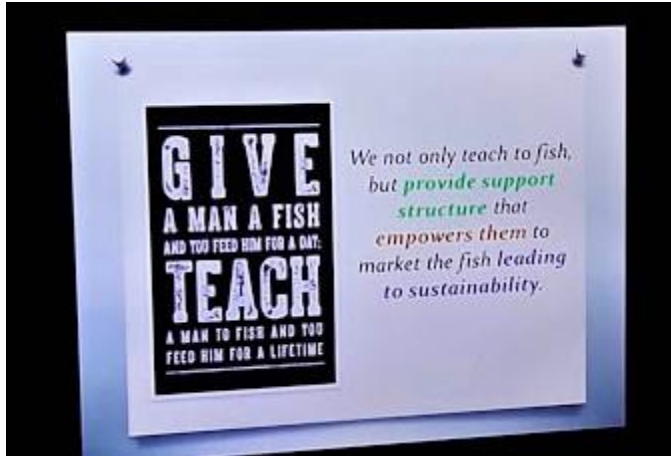 GIVE
A MAN A FISH
AND YOU FEED HIM FOR A DAY:
TEACH
A MAN TO FISH AND YOU
FEED HIM FOR A LIFETIME
We not only teach to fish,
but provide support
structure that
empowers them to
market the fish leading
to sustainability.